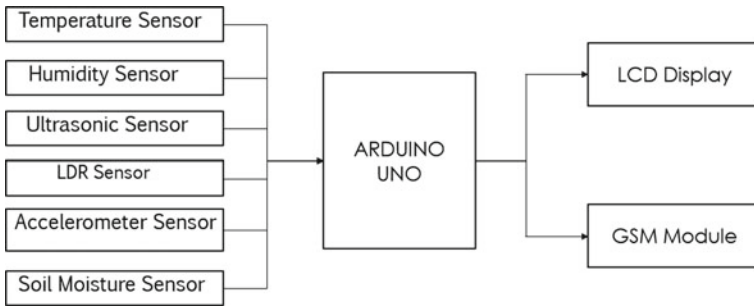 Temperature Sensor
Humidity Sensor
Ultrasonic Sensor
LDR Sensor
Accelerometer Sensor
Soil Moisture Sensor
ARDUINO
UNO
LCD Display
GSM Module